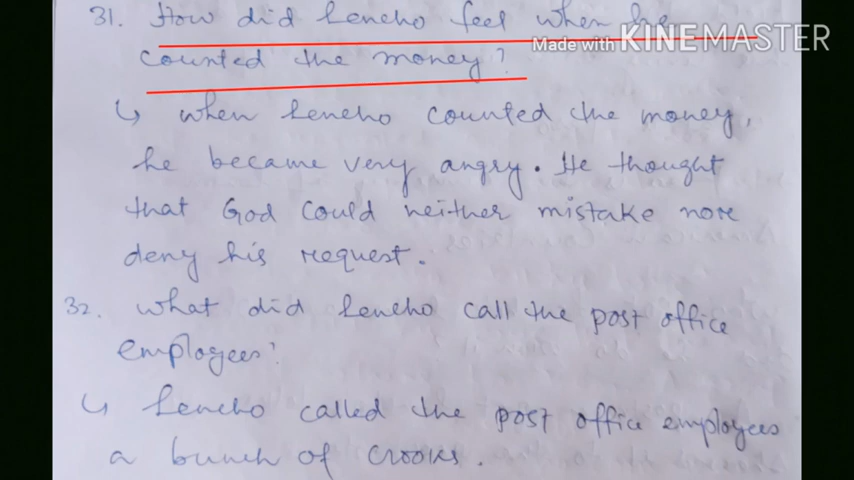 31. How did Lencho feel when he
Made with KINEMASTER
counted the money?
↳ when Lencho counted the money,
he became very angry. He thought
that God could neither mistake nore
deny his request.
32. what did Lencho call the post office
employees?
↳ Lencho called the post office employees
a bunch of crooks.